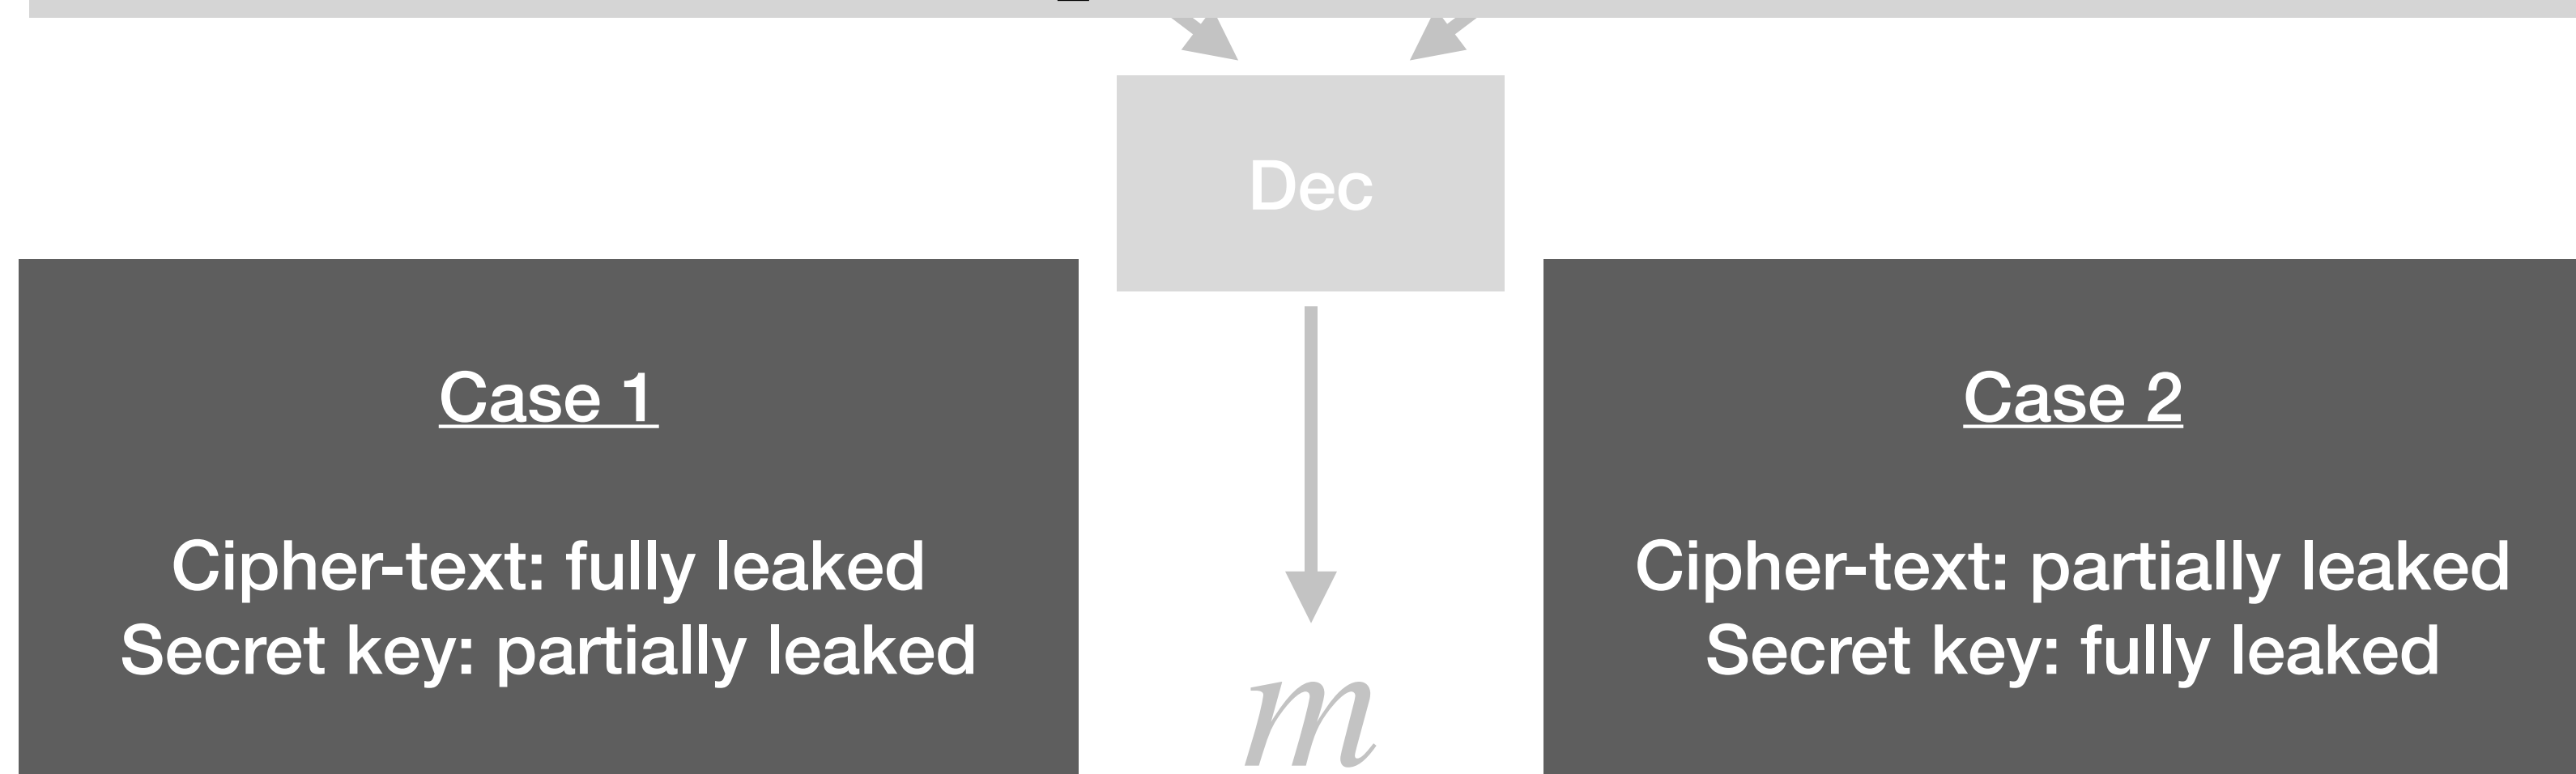 Dec
Case 1
Cipher-text: fully leaked
Secret key: partially leaked
m
Case 2
Cipher-text: partially leaked
Secret key: fully leaked